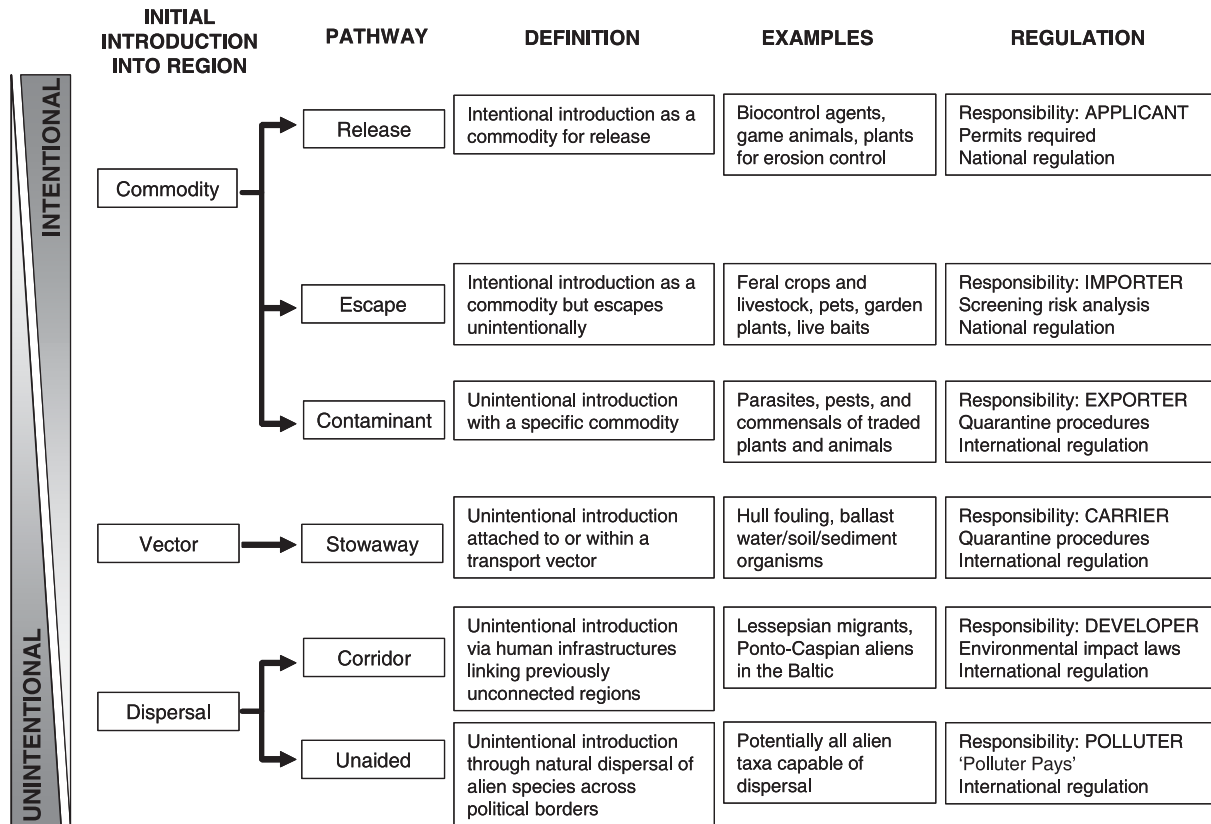 INITIAL
INTRODUCTION
INTO REGION
PATHWAY
DEFINITION
EXAMPLES
REGULATION
INTENTIONAL
UNINTENTIONAL
Commodity
Release
Intentional introduction as a
commodity for release
Biocontrol agents,
game animals, plants
for erosion control
Responsibility: APPLICANT
Permits required
National regulation
Escape
Intentional introduction as a
commodity but escapes
unintentionally
Feral crops and
livestock, pets, garden
plants, live baits
Responsibility: IMPORTER
Screening risk analysis
National regulation
Contaminant
Unintentional introduction
with a specific commodity
Parasites, pests, and
commensals of traded
plants and animals
Responsibility: EXPORTER
Quarantine procedures
International regulation
Vector
Stowaway
Unintentional introduction
attached to or within a
transport vector
Hull fouling, ballast
water/soil/sediment
organisms
Responsibility: CARRIER
Quarantine procedures
International regulation
Dispersal
Corridor
Unintentional introduction
via human infrastructures
linking previously
unconnected regions
Lessepsian migrants,
Ponto-Caspian aliens
in the Baltic
Responsibility: DEVELOPER
Environmental impact laws
International regulation
Unaided
Unintentional introduction
through natural dispersal of
alien species across
political borders
Potentially all alien
taxa capable of
dispersal
Responsibility: POLLUTER
'Polluter Pays'
International regulation